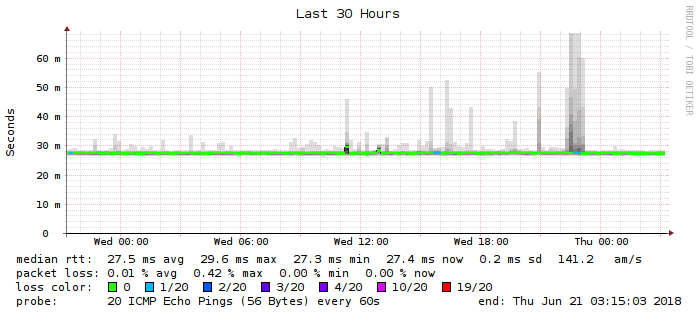 Last 30 Hours
RRDTOOL / TOBI OETIKER
Seconds
60 m
50 m
40 m
30 m
20 m
10 m
0
Wed 00:00 Wed 06:00 Wed 12:00 Wed 18:00 Thu 00:00
median rtt: 27.5 ms avg 29.6 ms max 27.3 ms min 27.4 ms now 0.2 ms sd 141.2 am/s
packet loss: 0.01 % avg 0.42 % max 0.00 % min 0.00 % now
loss color: 0 1/20 2/20 3/20 4/20 10/20 19/20
probe: 20 ICMP Echo Pings (56 Bytes) every 60s end: Thu Jun 21 03:15:03 2018